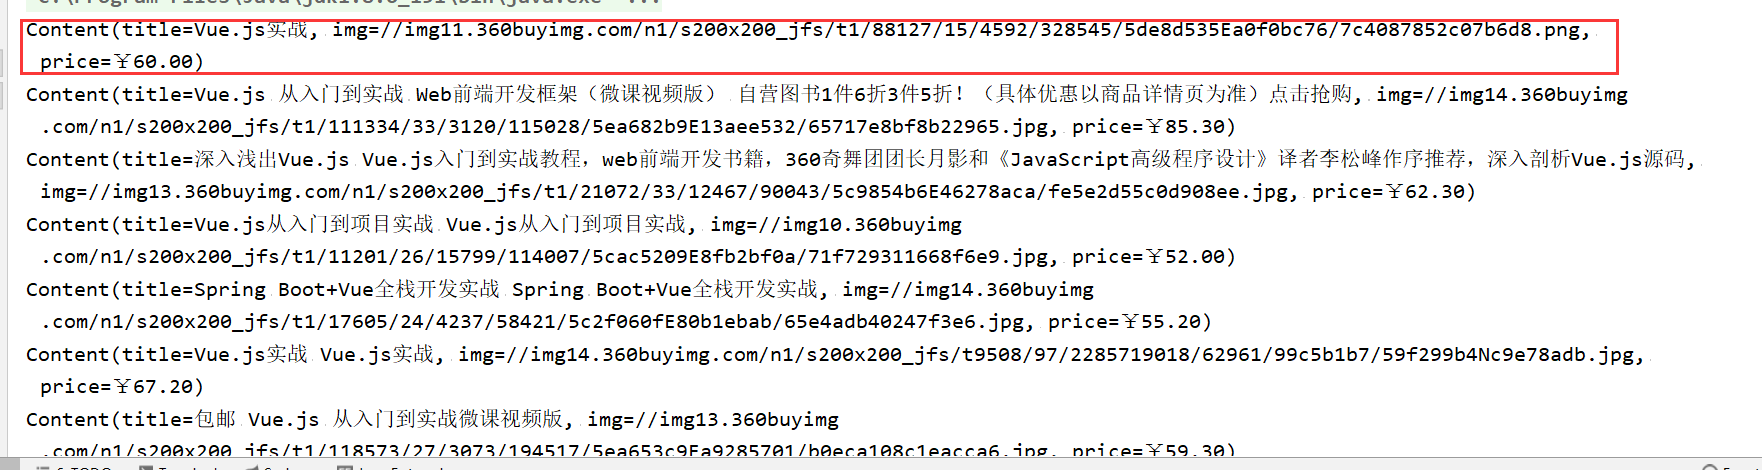 Content(title=Vue.js实战, img=//img11.360buyimg.com/n1/s200x200_jfs/t1/88127/15/4592/328545/5de8d535Ea0f0bc76/7c4087852c07b6d8.png,
price=￥60.00)
Content(title=Vue.js 从入门到实战 Web前端开发框架（微课视频版） 自营图书1件6折3件5折！（具体优惠以商品详情页为准）点击抢购, img=//img14.360buyimg
.com/n1/s200x200_jfs/t1/111334/33/3120/115028/5ea682b9E13aee532/65717e8bf8b22965.jpg, price=￥85.30)
Content(title=深入浅出Vue.js Vue.js入门到实战教程，web前端开发书籍，360奇舞团团长月影和《JavaScript高级程序设计》译者李松峰作序推荐，深入剖析Vue.js源码,
img=//img13.360buyimg.com/n1/s200x200_jfs/t1/21072/33/12467/90043/5c9854b6E46278aca/fe5e2d55c0d908ee.jpg, price=￥62.30)
Content(title=Vue.js从入门到项目实战 Vue.js从入门到项目实战, img=//img10.360buyimg
.com/n1/s200x200_jfs/t1/11201/26/15799/114007/5cac5209E8fb2bf0a/71f729311668f6e9.jpg, price=￥52.00)
Content(title=Spring Boot+Vue全栈开发实战 Spring Boot+Vue全栈开发实战, img=//img14.360buyimg
.com/n1/s200x200_jfs/t1/17605/24/4237/58421/5c2f060fE80b1ebab/65e4adb40247f3e6.jpg, price=￥55.20)
Content(title=Vue.js实战 Vue.js实战, img=//img14.360buyimg.com/n1/s200x200_jfs/t9508/97/2285719018/62961/99c5b1b7/59f299b4Nc9e78adb.jpg,
price=￥67.20)
Content(title=包邮 Vue.js 从入门到实战微课视频版, img=//img13.360buyimg
.com/n1/s200x200_jfs/t1/118573/27/3073/194517/5ea653c9Ea9285701/b0eca108c1eacca6.jpg, price=￥59.30)